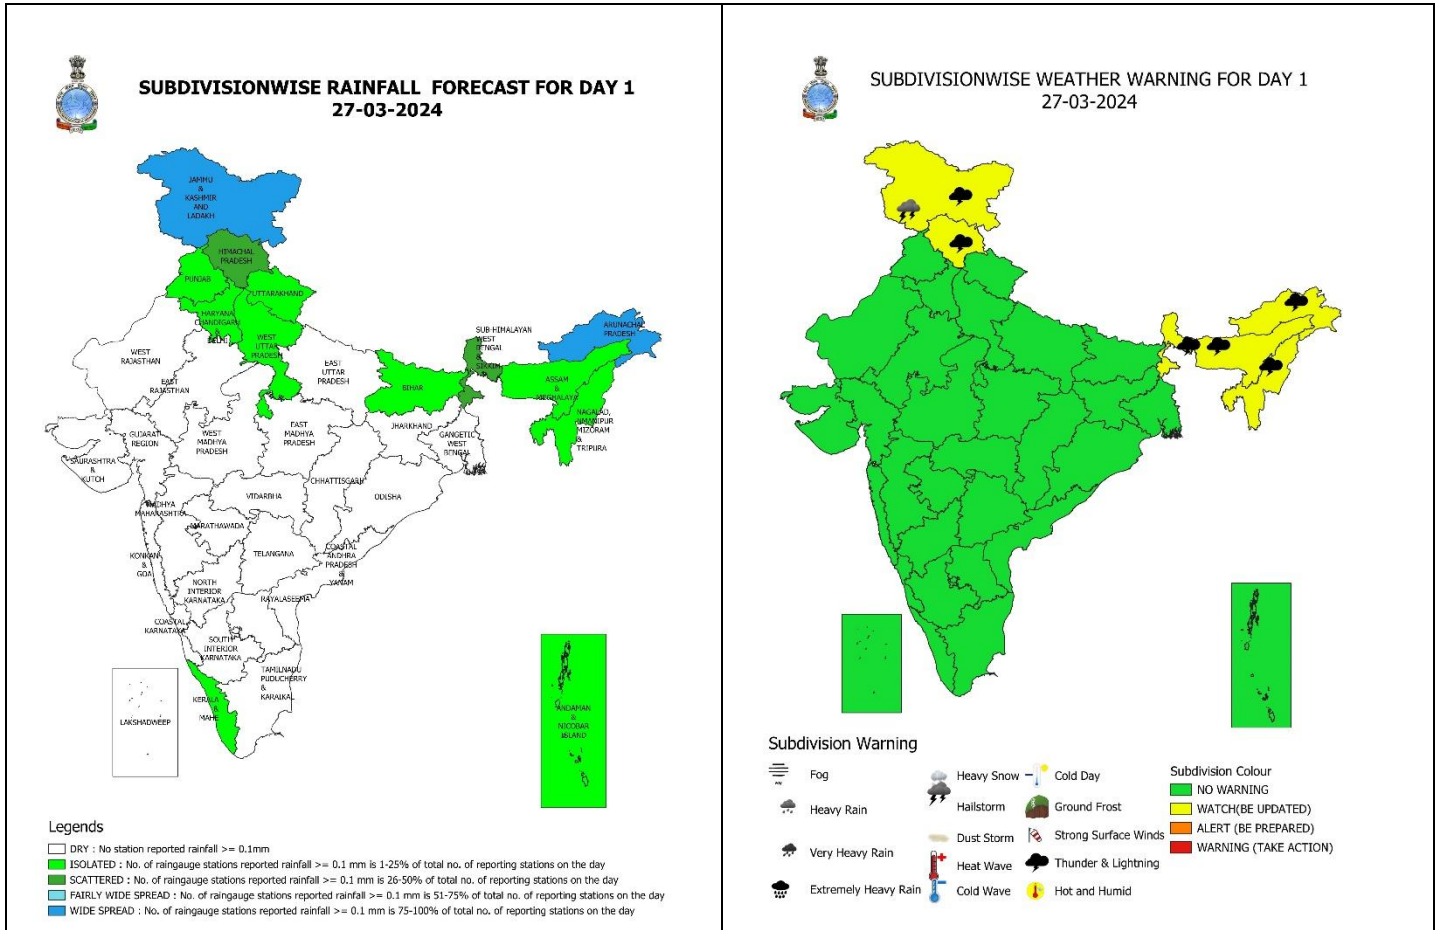 SUBDIVISIONWISE RAINFALL FORECAST FOR DAY 1
27-03-2024
JAMMU
&
KASHMIR
AND
LADAKH
HIMACHAL
PRADESH
PUNJAB
UTTARAKHAND
HARYANA
CHANDIGARH
&
DELHI
WEST
UTTAR
PRADESH
WEST
RAJASTHAN
EAST
RAJASTHAN
EAST
UTTAR
PRADESH
SUB-HIMALAYAN
WEST
BENGAL
&
SIKKIM
ARUNACHAL
PRADESH
BIHAR
ASSAM
&
MEGHALAYA
NAGALAD,
MANIPUR
MIZORAM
&
TRIPURA
GUJARAT
REGION
WEST
MADHYA
PRADESH
EAST
MADHYA
PRADESH
JHARKHAND
GANGETIC
WEST
BENGAL
SAURASHTRA
&
KUTCH
CHHATTISGARH
VIDARBHA
ODISHA
MADHYA
MAHARASHTRA
MARATHAWADA
KONKAN
&
GOA
TELANGANA
COASTAL
ANDHRA
PRADESH
&
YANAM
NORTH
INTERIOR
KARNATAKA
RAYALASEEMA
COASTAL
KARNATAKA
SOUTH
INTERIOR
KARNATAKA
TAMILNADU
PUDUCHERRY
&
KARAIKAL
KERALA
&
MAHE
LAKSHADWEEP
ANDAMAN
&
NICOBAR
ISLAND
Legends
DRY : No station reported rainfall >= 0.1mm
ISOLATED : No. of raingauge stations reported rainfall >= 0.1 mm is 1-25% of total no. of reporting stations on the day
SCATTERED : No. of raingauge stations reported rainfall >= 0.1 mm is 26-50% of total no. of reporting stations on the day
FAIRLY WIDE SPREAD : No. of raingauge stations reported rainfall >= 0.1 mm is 51-75% of total no. of reporting stations on the day
WIDE SPREAD : No. of raingauge stations reported rainfall >= 0.1 mm is 75-100% of total no. of reporting stations on the day
SUBDIVISIONWISE WEATHER WARNING FOR DAY 1
27-03-2024
Subdivision Warning
Fog
Heavy Rain
Very Heavy Rain
Extremely Heavy Rain
Heavy Snow
Hailstorm
Dust Storm
Heat Wave
Cold Wave
Cold Day
Ground Frost
Strong Surface Winds
Thunder & Lightning
Hot and Humid
Subdivision Colour
NO WARNING
WATCH(BE UPDATED)
ALERT (BE PREPARED)
WARNING (TAKE ACTION)